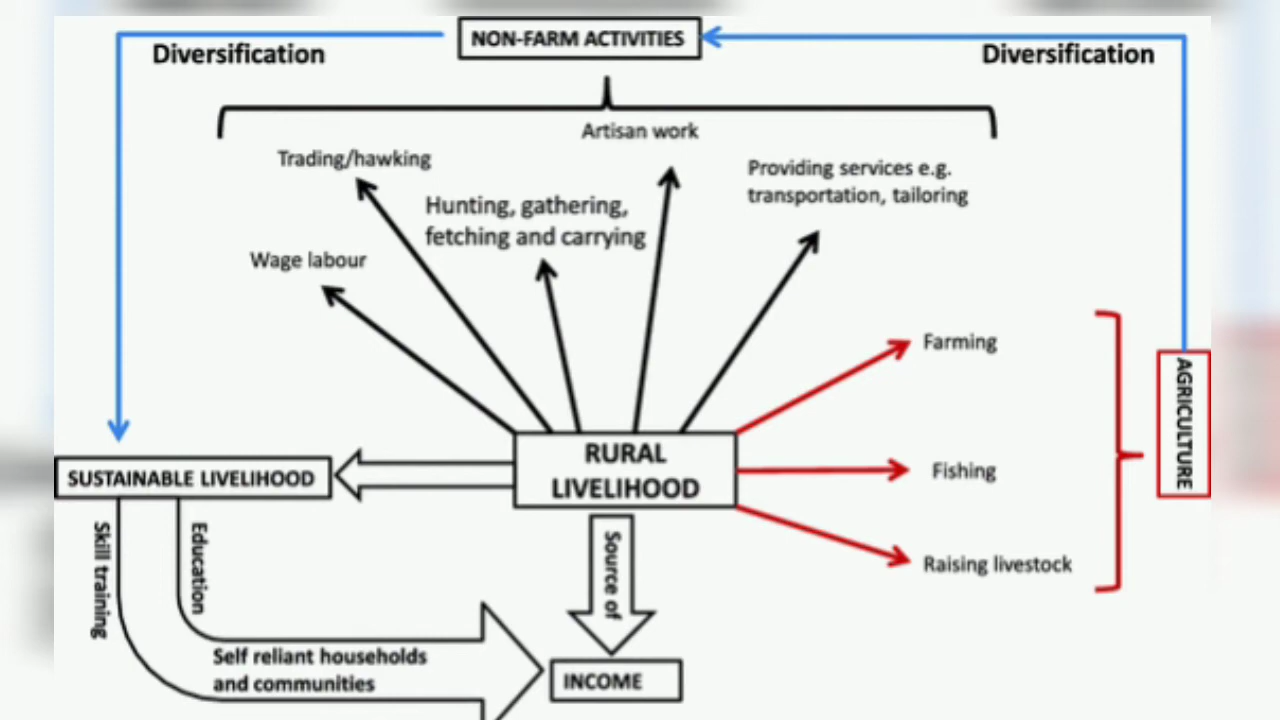 NON-FARM ACTIVITIES
Diversification
Diversification
Artisan work
Trading/hawking
Providing services e.g.
transportation, tailoring
Hunting, gathering,
fetching and carrying
Wage labour
Farming
AGRICULTURE
RURAL
LIVELIHOOD
SUSTAINABLE LIVELIHOOD
Fishing
Skill training
Education
Source of
Raising livestock
Self reliant households
and communities
INCOME